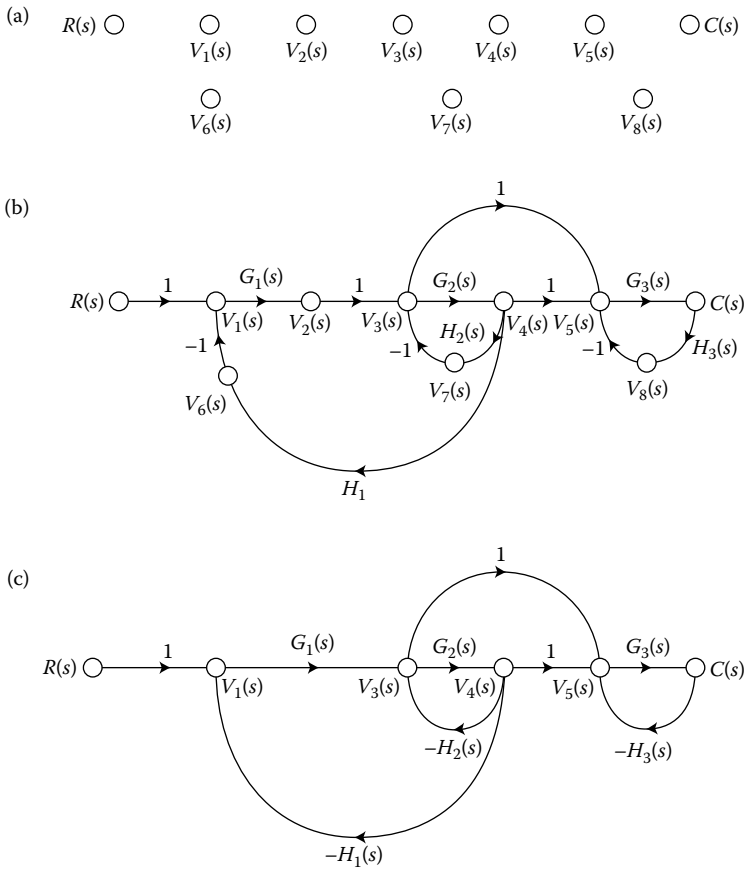 (a)
R(s) V₁(s) V₂(s) V₃(s) V₄(s) V₅(s) C(s)
V₆(s) V₇(s) V₈(s)
(b)
1
R(s) 1 G₁(s) 1 G₂(s) 1 G₃(s) C(s)
V₁(s) V₂(s) V₃(s) V₄(s) V₅(s)
–1 –1 H₂(s) –1 H₃(s)
V₆(s) V₇(s) V₈(s)
H₁
(c)
1
R(s) 1 G₁(s) G₂(s) 1 G₃(s) C(s)
V₁(s) V₃(s) V₄(s) V₅(s)
–H₂(s) –H₃(s)
–H₁(s)